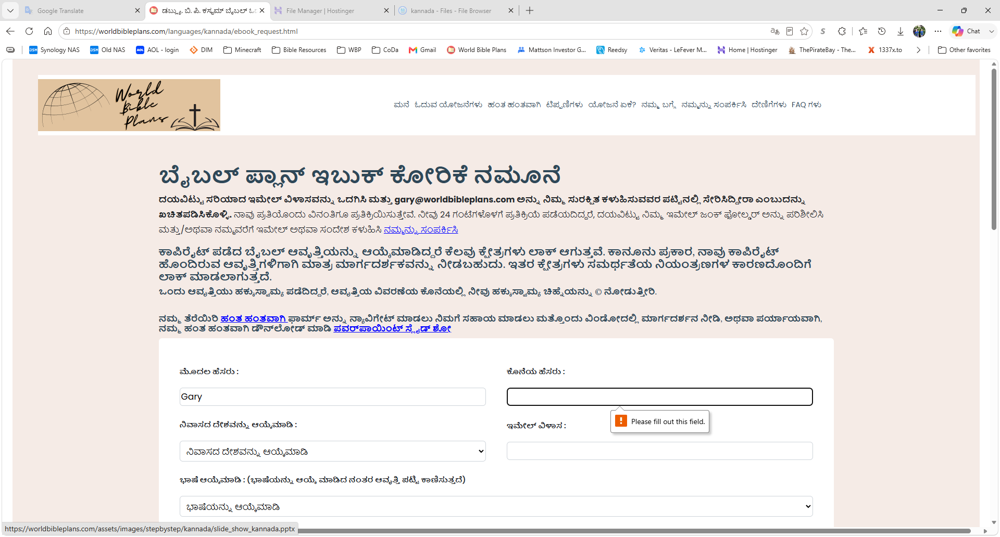 Google Translate
ಡಬ್ಲ್ಯು. ಬಿ. ಪಿ. ಕಸ್ಟಮ್ ಬೈಬಲ್ ಓದ
File Manager | Hostinger
kannada - Files - File Browser
https://worldbibleplans.com/languages/kannada/ebook_request.html
Chat
Synology NAS
Old NAS
AOL - login
DIM
Minecraft
Bible Resources
WBP
CoDa
Gmail
World Bible Plans
Mattson Investor G...
Reedsy
Veritas - LeFever M...
Home | Hostinger
ThePirateBay - The...
1337x.to
Other favorites
World
Bible
Plans
ಮನೆ ಓದುವ ಯೋಜನೆಗಳು ಹಂತ ಹಂತವಾಗಿ ಟಿಪ್ಪಣಿಗಳು ಯೋಜನೆ ಏಕೆ? ನಮ್ಮ ಬಗ್ಗೆ ನಮ್ಮನ್ನು ಸಂಪರ್ಕಿಸಿ ದೇಣಿಗೆಗಳು FAQ ಗಳು
ಬೈಬಲ್ ಪ್ಲಾನ್ ಇಬುಕ್ ಕೋರಿಕೆ ನಮೂನೆ
ದಯವಿಟ್ಟು ಸರಿಯಾದ ಇಮೇಲ್ ವಿಳಾಸವನ್ನು ಒದಗಿಸಿ ಮತ್ತು gary@worldbibleplans.com ಅನ್ನು ನಿಮ್ಮ ಸುರಕ್ಷಿತ ಕಳುಹಿಸುವವರ ಪಟ್ಟಿನಲ್ಲಿ ಸೇರಿಸಿದ್ದೀರಾ ಎಂಬುದನ್ನು
ಖಚಿತಪಡಿಸಿಕೊಳ್ಳಿ. ನಾವು ಪ್ರತಿಯೊಂದು ವಿನಂತಿಗೂ ಪ್ರತಿಕ್ರಿಯಿಸುತ್ತೇವೆ. ನೀವು 24 ಗಂಟೆಗಳೊಳಗೆ ಪ್ರತಿಕ್ರಿಯೆ ಪಡೆಯದಿದ್ದರೆ, ದಯವಿಟ್ಟು ನಿಮ್ಮ ಇಮೇಲ್ ಜಂಕ್ ಫೋಲ್ಡರ್ ಅನ್ನು ಪರಿಶೀಲಿಸಿ
ಮತ್ತು/ಅಥವಾ ನಮ್ಮವರೆಗೆ ಇಮೇಲ್ ಅಥವಾ ಸಂದೇಶ ಕಳುಹಿಸಿ ನಮ್ಮನ್ನು ಸಂಪರ್ಕಿಸಿ
ಕಾಪಿರೈಟ್ ಪಡೆದ ಬೈಬಲ್ ಆವೃತ್ತಿಯನ್ನು ಆಯ್ಕೆಮಾಡಿದ್ದರೆ ಕೆಲವು ಕ್ಷೇತ್ರಗಳು ಲಾಕ್ ಆಗುತ್ತವೆ. ಕಾನೂನು ಪ್ರಕಾರ, ನಾವು ಕಾಪಿರೈಟ್
ಹೊಂದಿರುವ ಆವೃತ್ತಿಗಳಿಗಾಗಿ ಮಾತ್ರ ಮಾರ್ಗದರ್ಶಕವನ್ನು ನೀಡಬಹುದು. ಇತರ ಕ್ಷೇತ್ರಗಳು ಸಮರ್ಥತೆಯ ನಿಯಂತ್ರಣಗಳ ಕಾರಣದೊಂದಿಗೆ
ಲಾಕ್ ಮಾಡಲಾಗುತ್ತದೆ.
ಒಂದು ಆವೃತ್ತಿಯು ಹಕ್ಕುಸ್ವಾಮ್ಯ ಪಡೆದಿದ್ದರೆ, ಆವೃತ್ತಿಯ ವಿವರಣೆಯ ಕೊನೆಯಲ್ಲಿ ನೀವು ಹಕ್ಕುಸ್ವಾಮ್ಯ ಚಿಹ್ನೆಯನ್ನು © ನೋಡುತ್ತೀರಿ.
ನಮ್ಮ ತೆರೆಯಿರಿ ಹಂತ ಹಂತವಾಗಿ ಫಾರ್ಮ್ ಅನ್ನು ನ್ಯಾವಿಗೇಟ್ ಮಾಡಲು ನಿಮಗೆ ಸಹಾಯ ಮಾಡಲು ಮತ್ತೊಂದು ವಿಂಡೋದಲ್ಲಿ ಮಾರ್ಗದರ್ಶನ ನೀಡಿ, ಅಥವಾ ಪರ್ಯಾಯವಾಗಿ,
ನಮ್ಮ ಹಂತ ಹಂತವಾಗಿ ಡೌನ್‌ಲೋಡ್ ಮಾಡಿ ಪವರ್‌ಪಾಯಿಂಟ್ ಸ್ಲೈಡ್ ಶೋ
ಮೊದಲ ಹೆಸರು :
ಕೊನೆಯ ಹೆಸರು :
Gary
Please fill out this field.
ನಿವಾಸದ ದೇಶವನ್ನು ಆಯ್ಕೆಮಾಡಿ :
ಇಮೇಲ್ ವಿಳಾಸ :
ನಿವಾಸದ ದೇಶವನ್ನು ಆಯ್ಕೆಮಾಡಿ
ಭಾಷೆ ಆಯ್ಕೆಮಾಡಿ : (ಭಾಷೆಯನ್ನು ಆಯ್ಕೆ ಮಾಡಿದ ನಂತರ ಆವೃತ್ತಿ ಪಟ್ಟಿ ಕಾಣಿಸುತ್ತದೆ)
ಭಾಷೆಯನ್ನು ಆಯ್ಕೆಮಾಡಿ
https://worldbibleplans.com/assets/images/stepbystep/kannada/slide_show_kannada.pptx